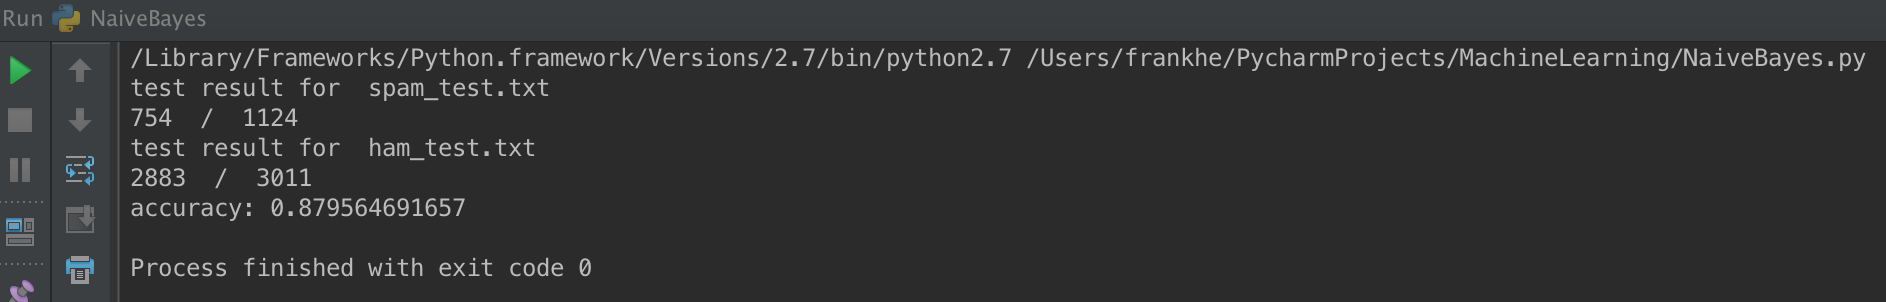 Run NaiveBayes
/Library/Frameworks/Python.framework/Versions/2.7/bin/python2.7 /Users/frankhe/PycharmProjects/MachineLearning/NaiveBayes.py
test result for  spam_test.txt
754  /  1124
test result for  ham_test.txt
2883  /  3011
accuracy: 0.879564691657
Process finished with exit code 0